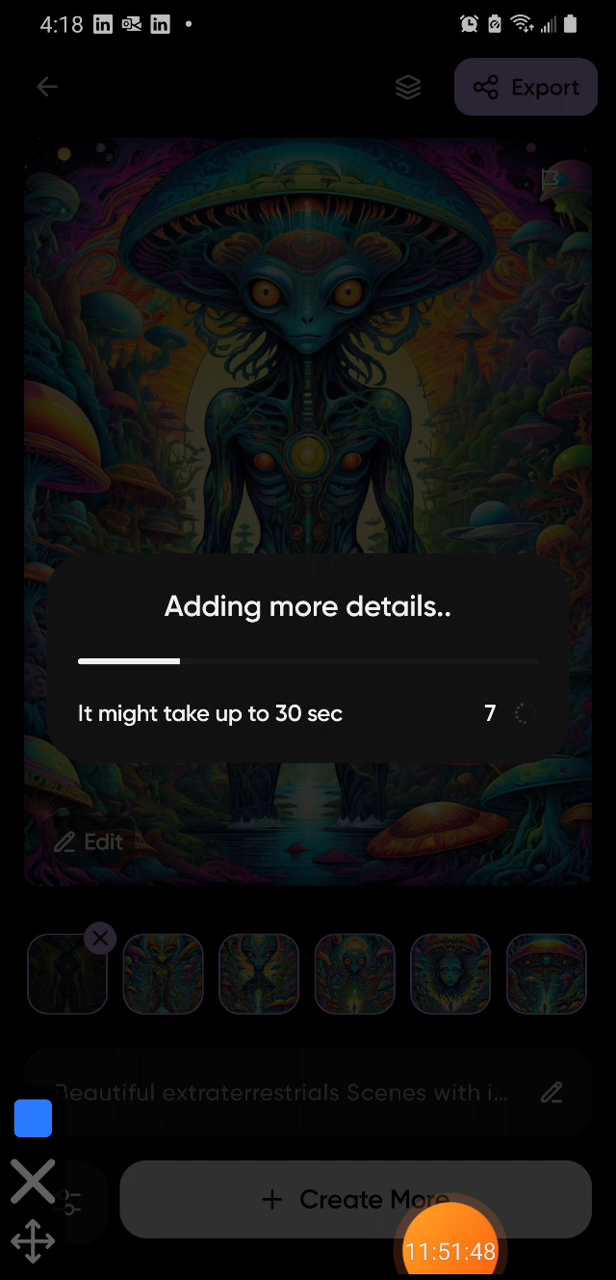 4:18
Export
Adding more details..
It might take up to 30 sec
7
Edit
Beautiful extraterrestrials Scenes with i...
+ Create More
11:51:48